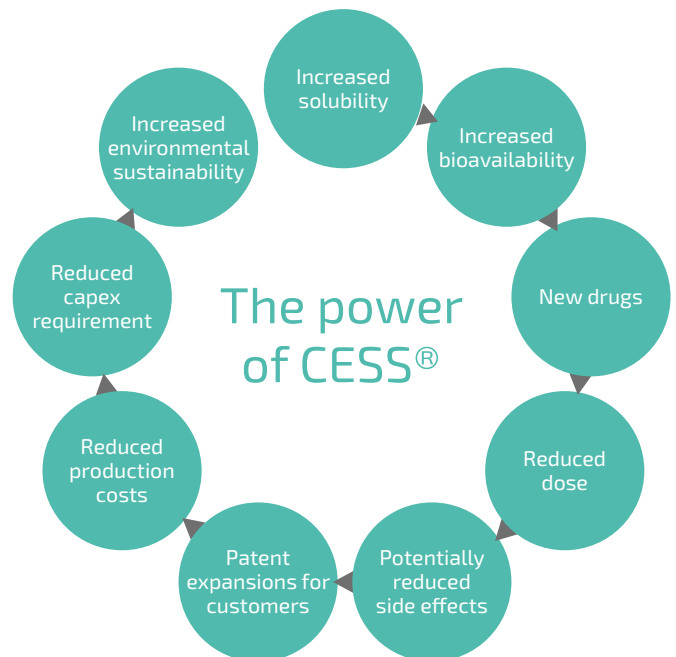 Increased
solubility
Increased
bioavailability
New drugs
Reduced
dose
Potentially
reduced
side effects
Patent
expansions for
customers
Reduced
production
costs
Reduced
capex
requirement
Increased
environmental
sustainability
The power
of CESS®